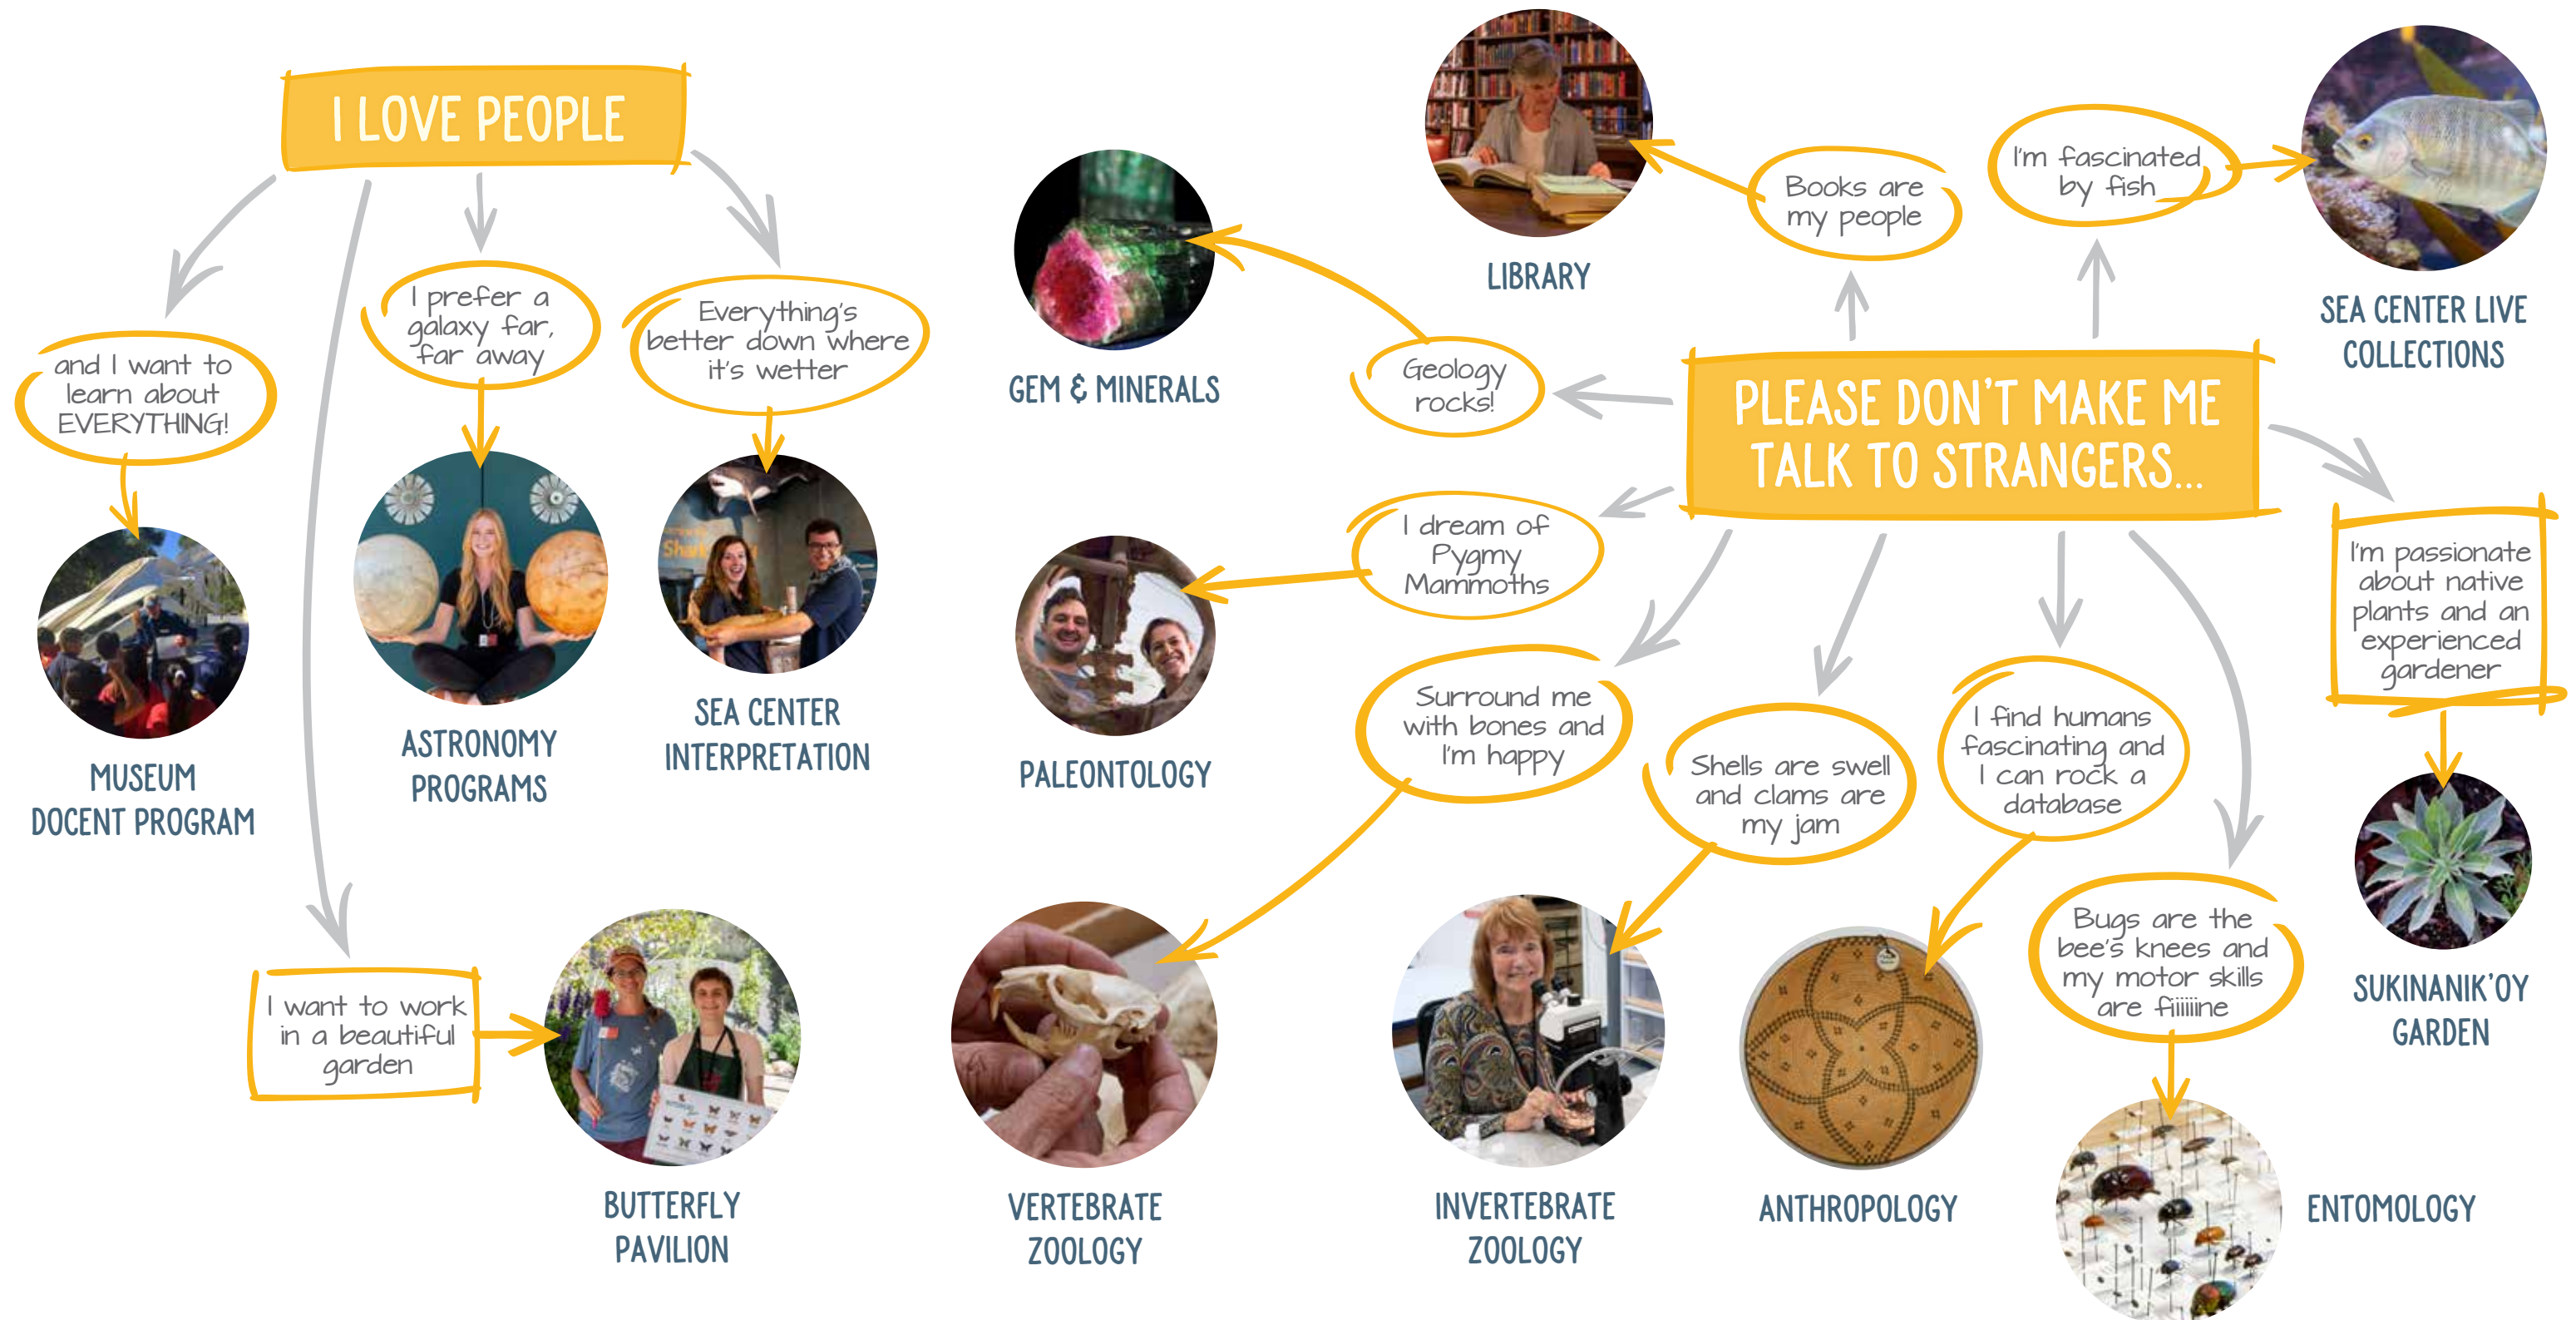 I LOVE PEOPLE
and I want to
learn about
EVERYTHING!
MUSEUM
DOCENT PROGRAM
I prefer a
galaxy far,
far away
ASTRONOMY
PROGRAMS
Everything's
better down where
it's wetter
SEA CENTER
INTERPRETATION
I want to work
in a beautiful
garden
BUTTERFLY
PAVILION
PLEASE DON'T MAKE ME
TALK TO STRANGERS...
Books are
my people
LIBRARY
I'm fascinated
by fish
SEA CENTER LIVE
COLLECTIONS
Geology
rocks!
GEM & MINERALS
I dream of
Pygmy
Mammoths
PALEONTOLOGY
Surround me
with bones and
I'm happy
VERTEBRATE
ZOOLOGY
Shells are swell
and clams are
my jam
INVERTEBRATE
ZOOLOGY
I find humans
fascinating and
I can rock a
database
ANTHROPOLOGY
Bugs are the
bee's knees and
my motor skills
are fiiiiiine
ENTOMOLOGY
I'm passionate
about native
plants and an
experienced
gardener
SUKINANIK'OY
GARDEN